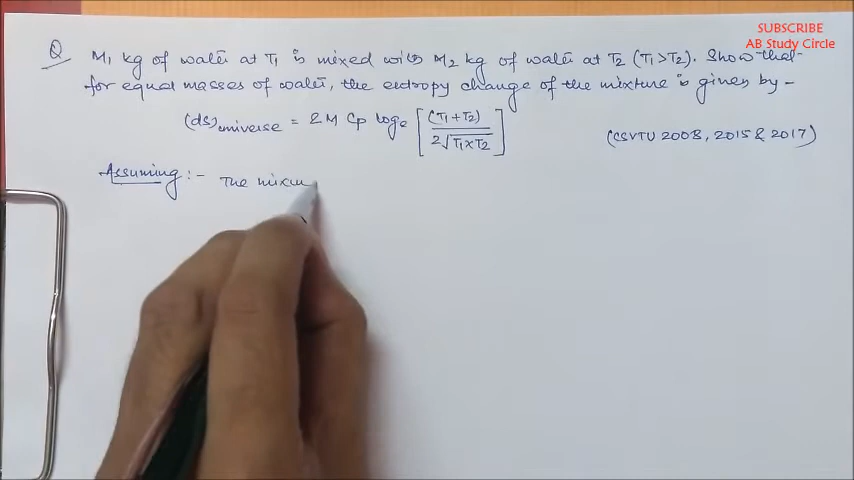 SUBSCRIBE
AB Study Circle
Q M₁ kg of water at T₁ is mixed with M₂ kg of water at T₂ (T₁>T₂). Show that
for equal masses of water, the entropy change of the mixture is given by -
(ds)universe = 2M Cp loge [(T₁+T₂) / 2√T₁×T₂]
(CSVTU 2008, 2015 & 2017)
Assuming :- The mixtu